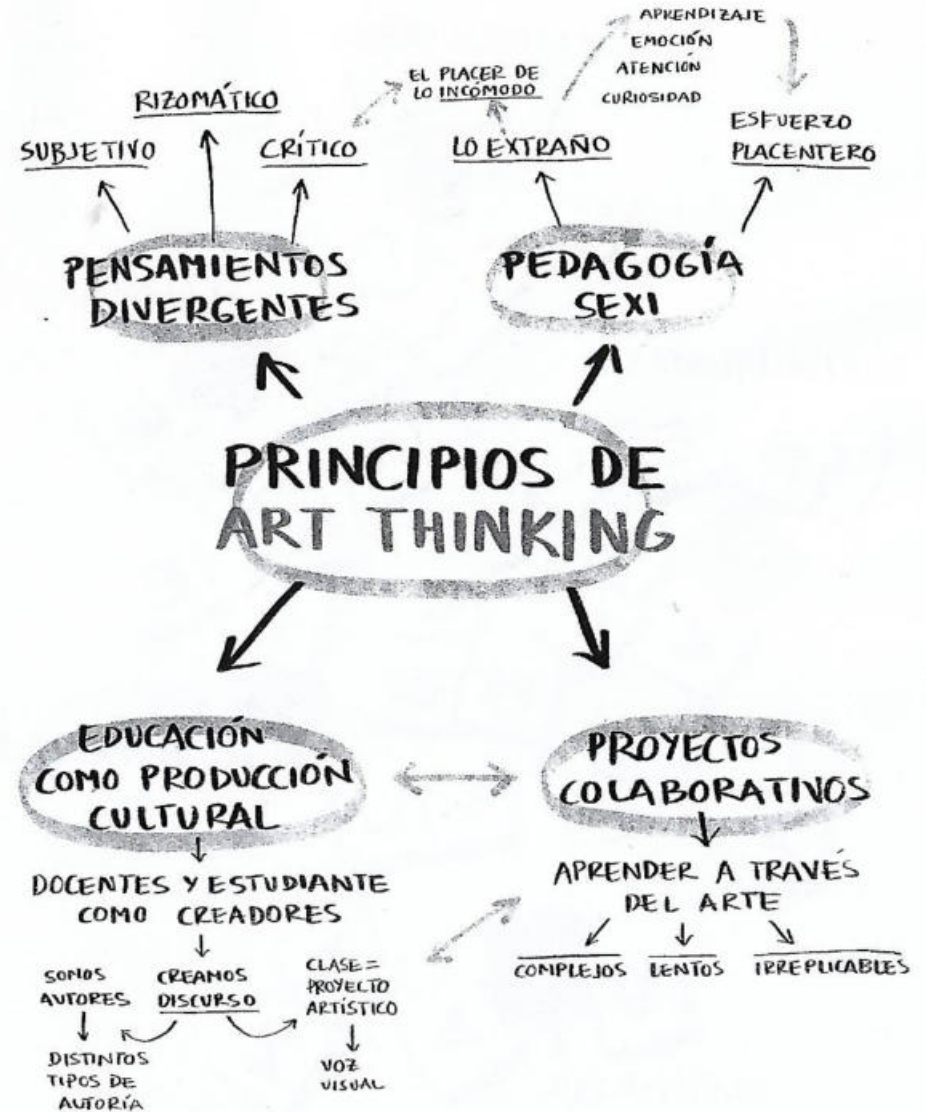 APRENDIZAJE
EMOCIÓN
ATENCIÓN
CURIOSIDAD
EL PLACER DE
LO INCÓMODO
RIZOMÁTICO
SUBJETIVO
CRÍTICO
LO EXTRAÑO
ESFUERZO
PLACENTERO
PENSAMIENTOS
DIVERGENTES
PEDAGOGÍA
SEXI
PRINCIPIOS DE
ART THINKING
EDUCACIÓN
COMO PRODUCCIÓN
CULTURAL
PROYECTOS
COLABORATIVOS
DOCENTES Y ESTUDIANTE
COMO CREADORES
APRENDER A TRAVÉS
DEL ARTE
SOMOS
AUTORES
CREAMOS
DISCURSO
CLASE =
PROYECTO
ARTÍSTICO
COMPLEJOS
LENTOS
IRREPLICABLES
DISTINTOS
TIPOS DE
AUTORÍA
VOZ
VISUAL